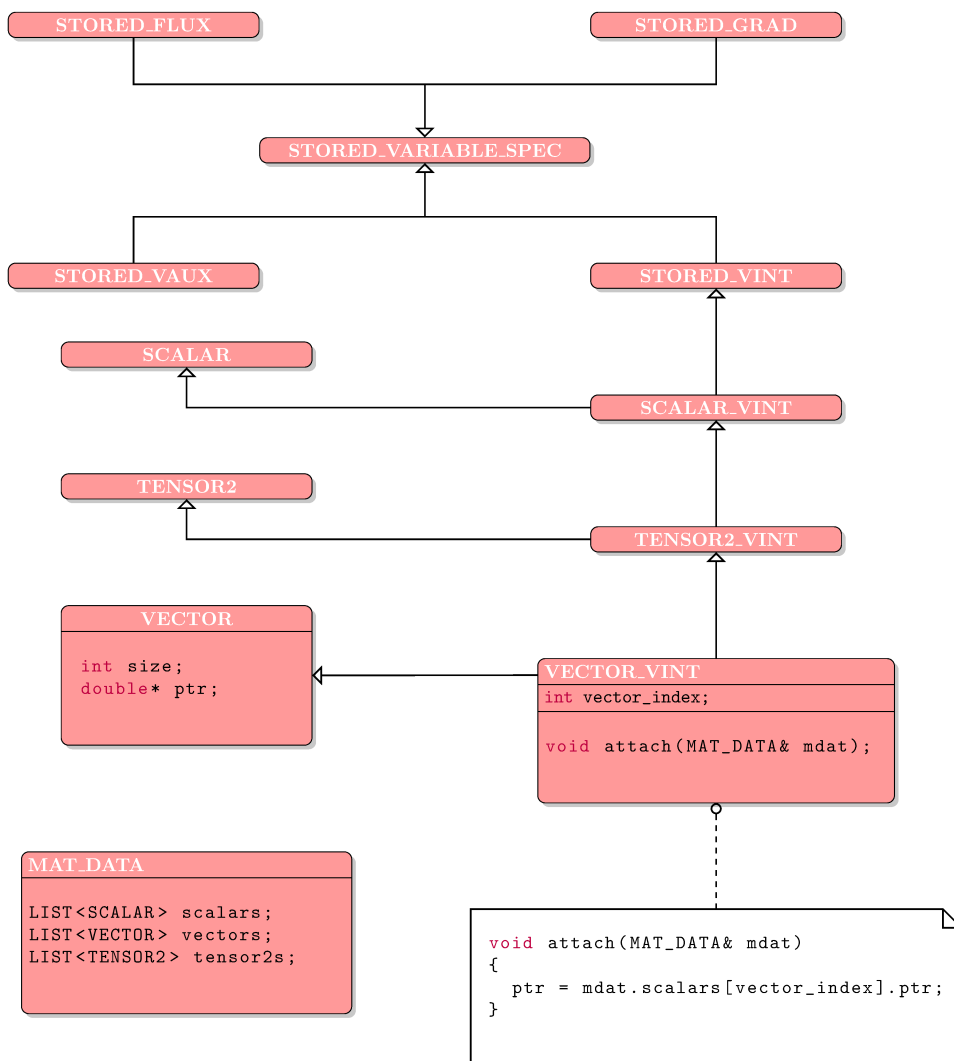 STORED_FLUX
STORED_GRAD
STORED_VARIABLE_SPEC
STORED_VAUX
STORED_VINT
SCALAR
SCALAR_VINT
TENSOR2
TENSOR2_VINT
VECTOR
int size;
double* ptr;
VECTOR_VINT
int vector_index;
void attach(MAT_DATA& mdat);
MAT_DATA
LIST<SCALAR> scalars;
LIST<VECTOR> vectors;
LIST<TENSOR2> tensor2s;
void attach(MAT_DATA& mdat)
{
ptr = mdat.scalars[vector_index].ptr;
}